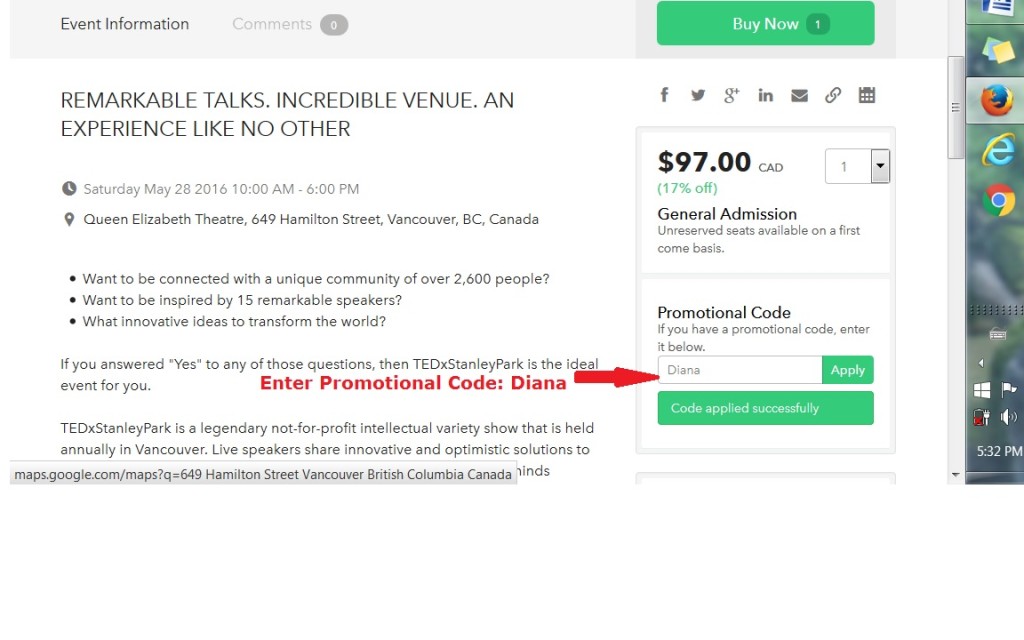 Event Information
Comments 0
Buy Now 1
REMARKABLE TALKS. INCREDIBLE VENUE. AN
EXPERIENCE LIKE NO OTHER
Saturday May 28 2016 10:00 AM - 6:00 PM
Queen Elizabeth Theatre, 649 Hamilton Street, Vancouver, BC, Canada
• Want to be connected with a unique community of over 2,600 people?
• Want to be inspired by 15 remarkable speakers?
• What innovative ideas to transform the world?
If you answered "Yes" to any of those questions, then TEDxStanleyPark is the ideal
event for you.
Enter Promotional Code: Diana
TEDxStanleyPark is a legendary not-for-profit intellectual variety show that is held
annually in Vancouver. Live speakers share innovative and optimistic solutions to
maps.google.com/maps?q=649 Hamilton Street Vancouver British Columbia Canada
$97.00 CAD
1
(17% off)
General Admission
Unreserved seats available on a first
come basis.
Promotional Code
If you have a promotional code, enter
it below.
Diana
Apply
Code applied successfully
5:32 PM